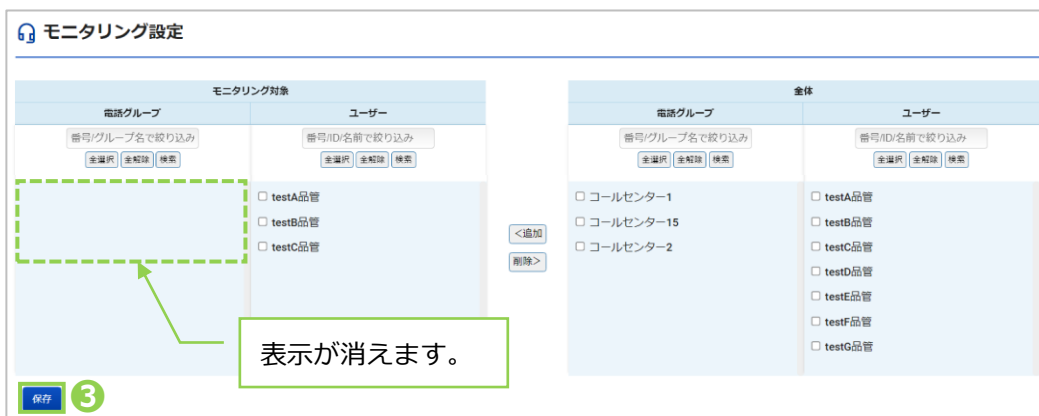 モニタリング設定
モニタリング対象
電話グループ ユーザー
番号/グループ名で絞り込み 番号/ID/名前で絞り込み
全選択 全解除 検索 全選択 全解除 検索
testA品管
testB品管
testC品管
<追加
削除>
全体
電話グループ ユーザー
番号/グループ名で絞り込み 番号/ID/名前で絞り込み
全選択 全解除 検索 全選択 全解除 検索
コールセンター1 testA品管
コールセンター15 testB品管
コールセンター2 testC品管
testD品管
testE品管
testF品管
testG品管
表示が消えます。
保存 3